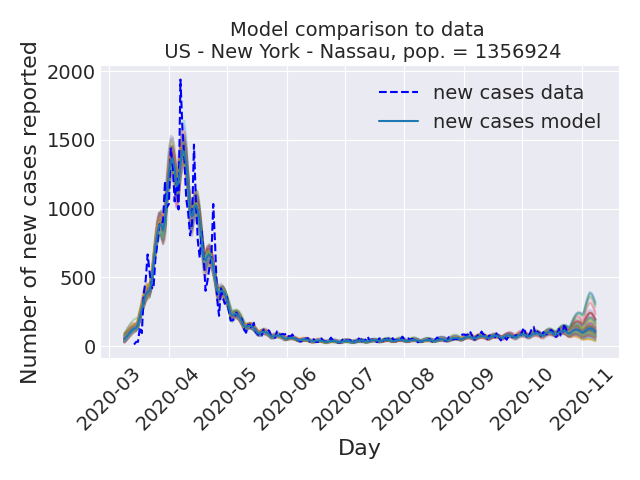 Model comparison to data
US - New York - Nassau, pop. = 1356924
Number of new cases reported
2000
1500
1000
500
0
new cases data
new cases model
2020-03
2020-04
2020-05
2020-06
2020-07
2020-08
2020-09
2020-10
2020-11
Day